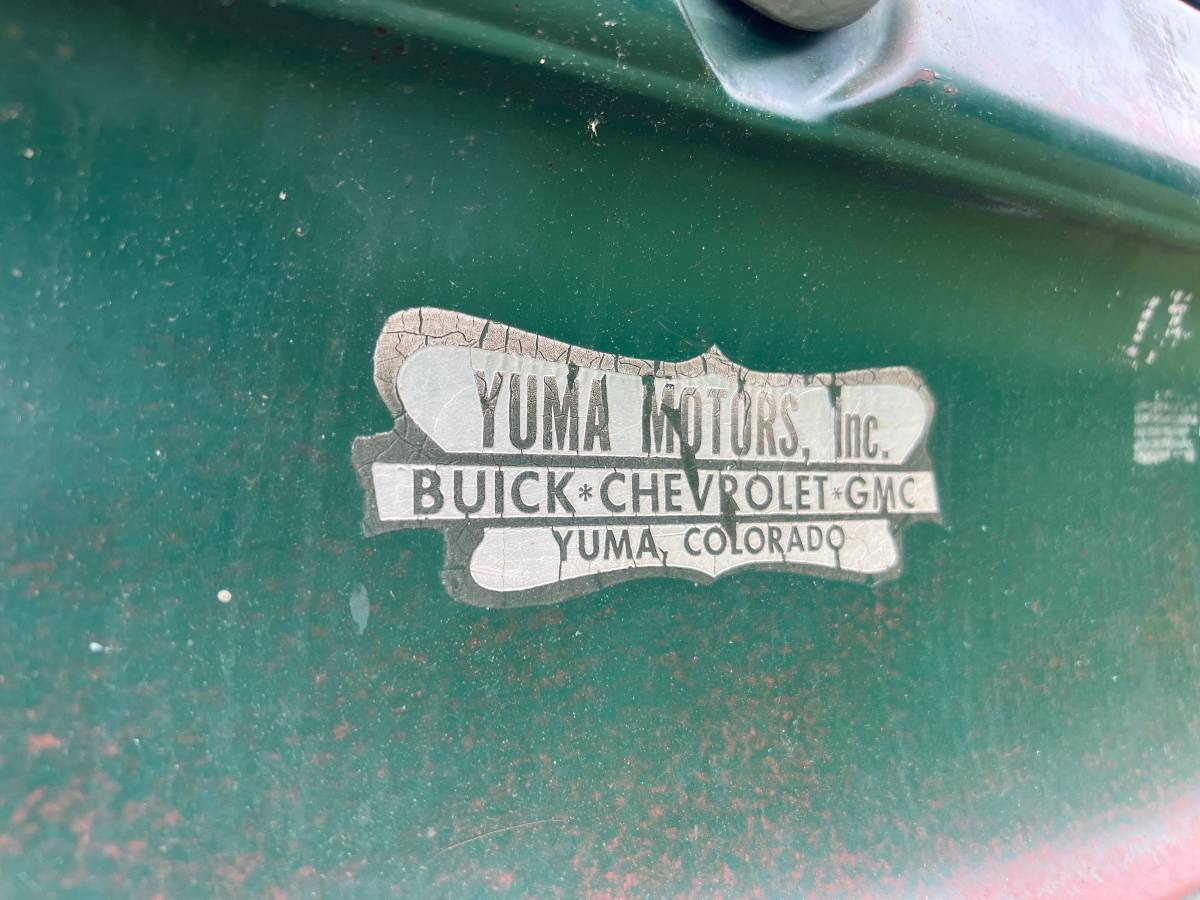 YUMA MOTORS, Inc.
BUICK*CHEVROLET*GMC
YUMA, COLORADO